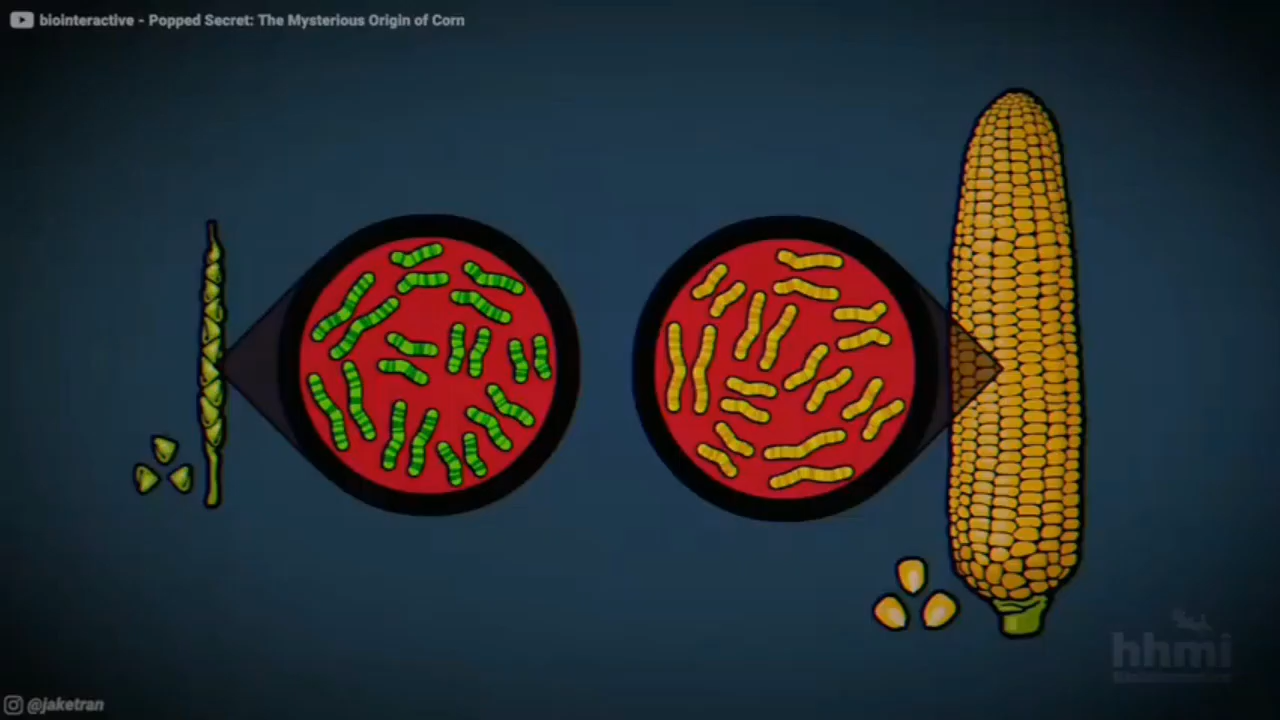 biointeractive - Popped Secret: The Mysterious Origin of Corn
hhmi
@jaketran